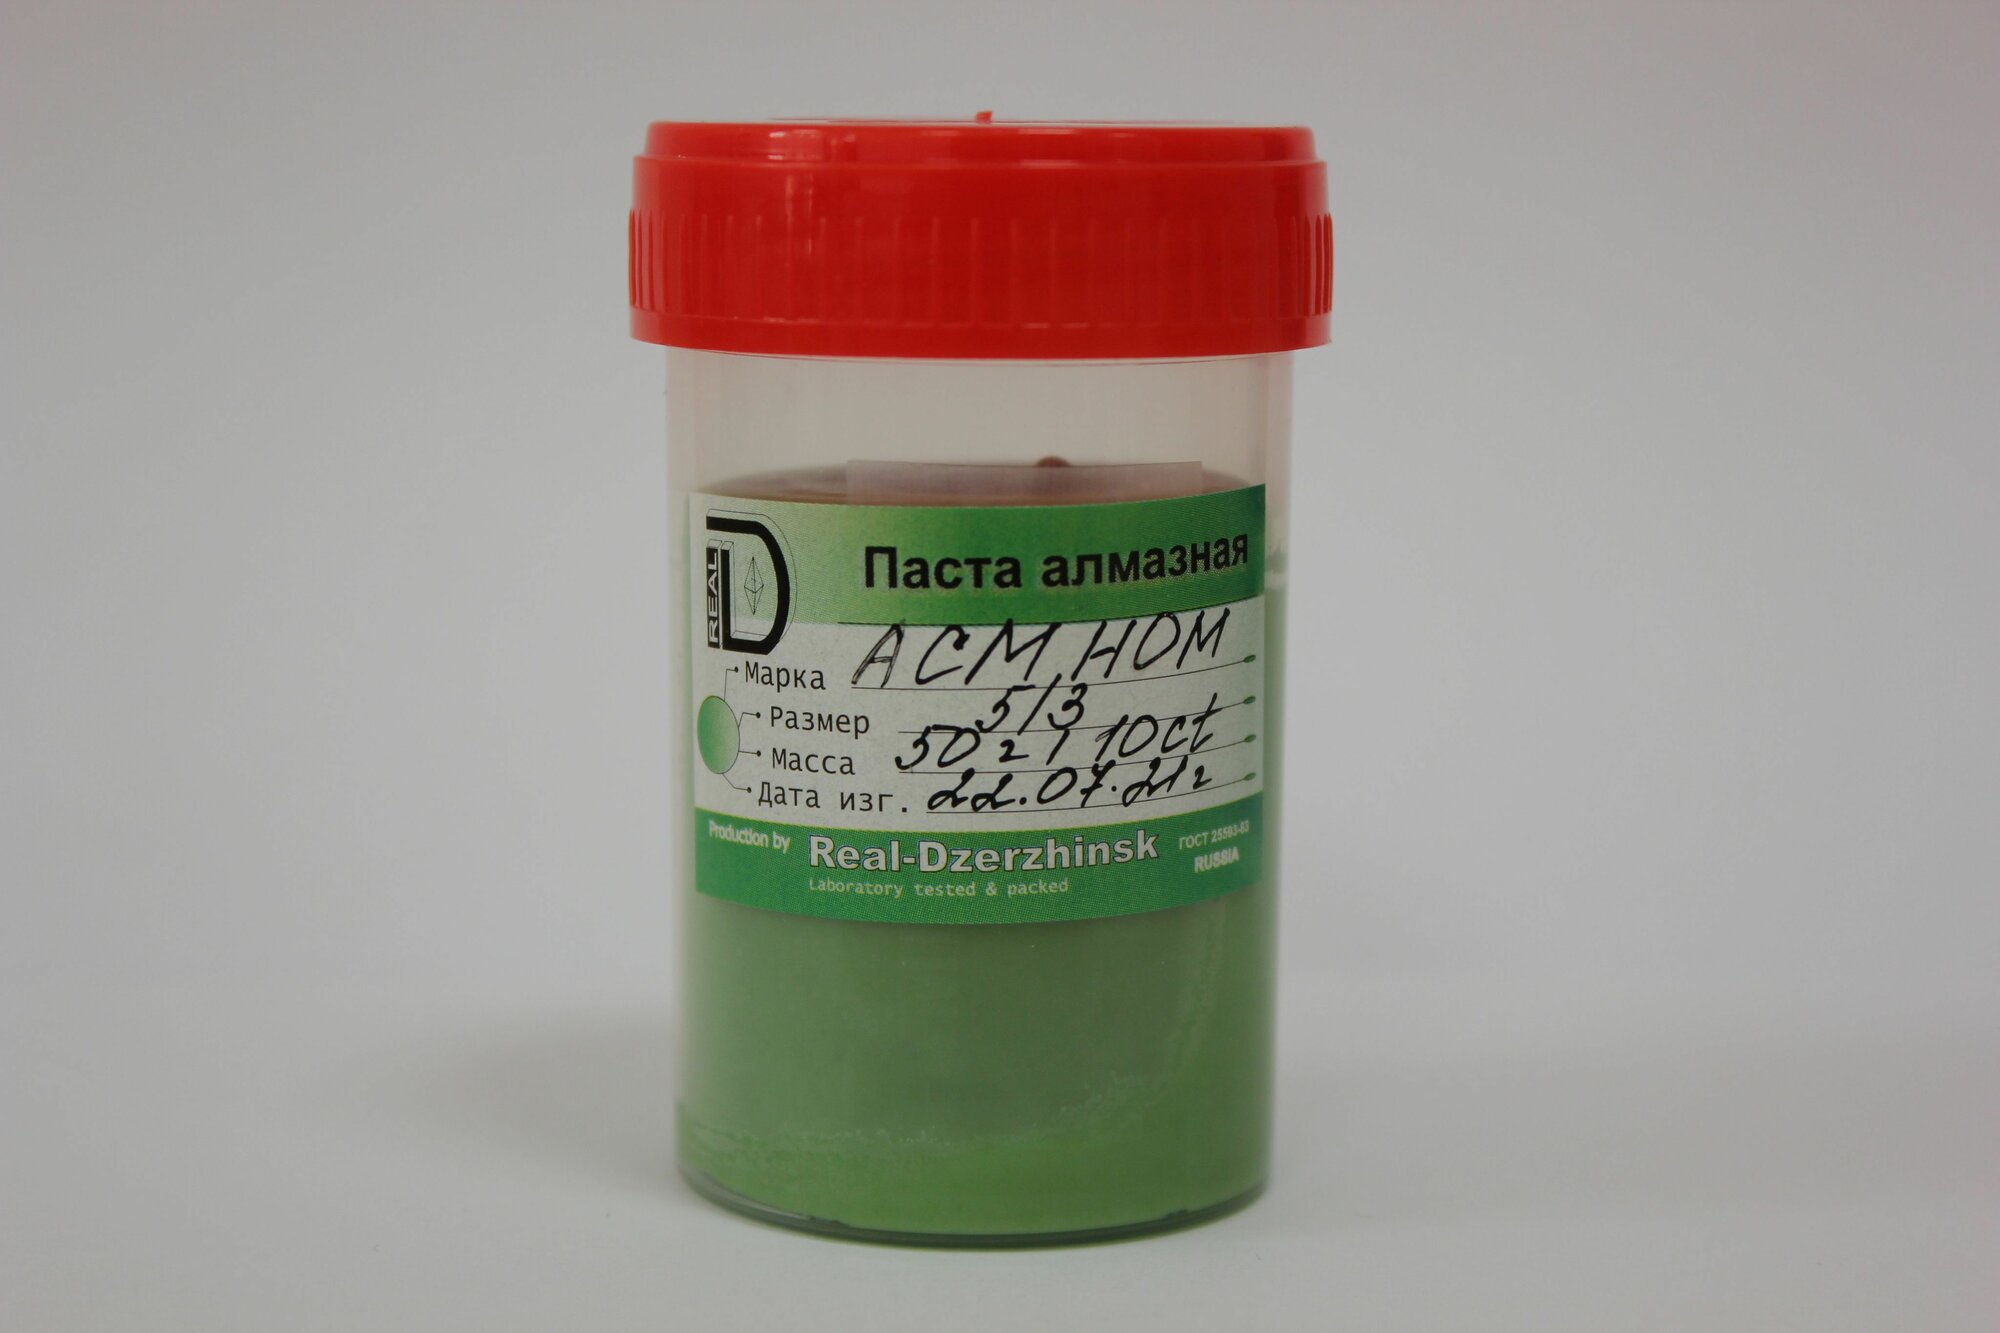 REAL D
Паста алмазная
Марка АСМ НОМ
Размер 5/3
Масса 50 г / 10ct
Дата изг. 22.07.21г
Production by Real-Dzerzhinsk ГОСТ 25593-83
RUSSIA
Laboratory tested & packed